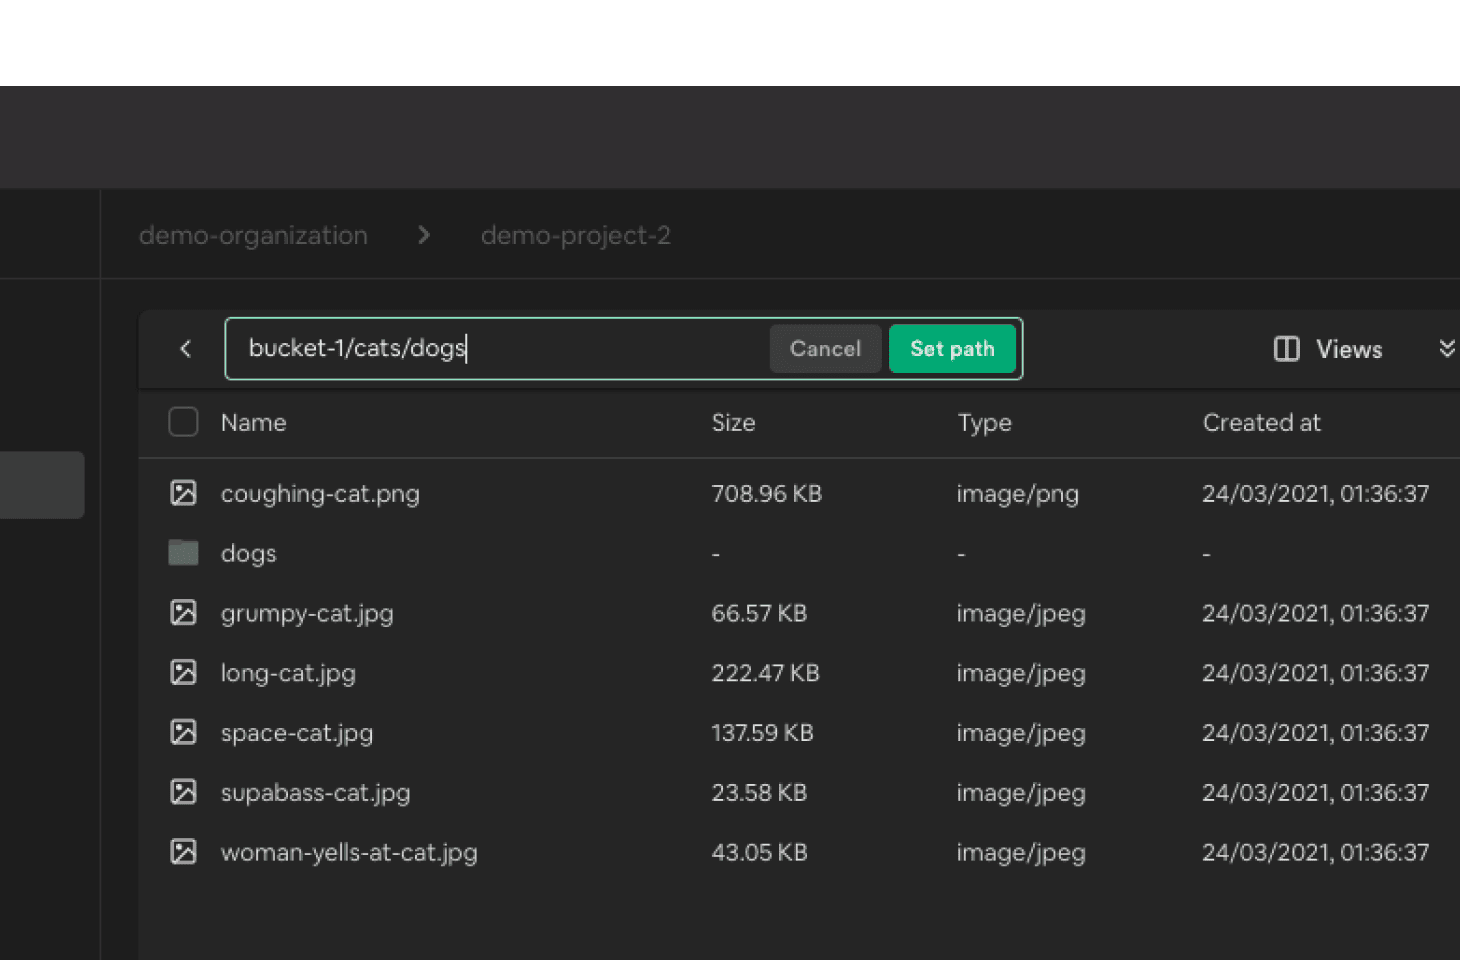 demo-organization > demo-project-2
bucket-1/cats/dogs Cancel Set path Views
Name Size Type Created at
coughing-cat.png 708.96 KB image/png 24/03/2021, 01:36:37
dogs - - -
grumpy-cat.jpg 66.57 KB image/jpeg 24/03/2021, 01:36:37
long-cat.jpg 222.47 KB image/jpeg 24/03/2021, 01:36:37
space-cat.jpg 137.59 KB image/jpeg 24/03/2021, 01:36:37
supabass-cat.jpg 23.58 KB image/jpeg 24/03/2021, 01:36:37
woman-yells-at-cat.jpg 43.05 KB image/jpeg 24/03/2021, 01:36:37